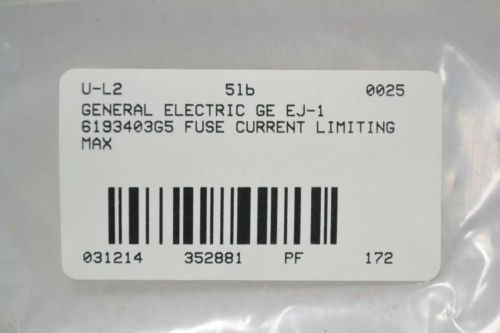 U-L2 51b 0025
GENERAL ELECTRIC GE EJ-1
6193403G5 FUSE CURRENT LIMITING
MAX
031214 352881 PF 172